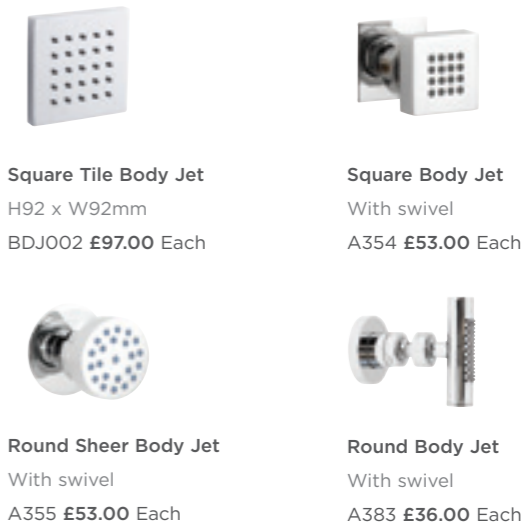 Square Tile Body Jet
H92 x W92mm
BDJ002 £97.00 Each
Square Body Jet
With swivel
A354 £53.00 Each
Round Sheer Body Jet
With swivel
A355 £53.00 Each
Round Body Jet
With swivel
A383 £36.00 Each